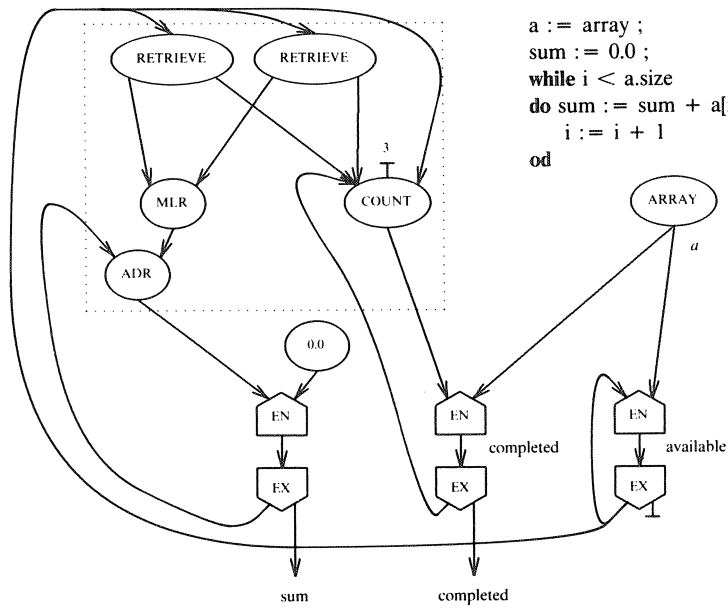 a := array ;
sum := 0.0 ;
while i < a.size
do sum := sum + a[
i := i + 1
od
RETRIEVE
RETRIEVE
3
MLR
COUNT
ARRAY
a
ADR
0.0
EN
EN
EN
completed
available
EX
EX
EX
sum
completed